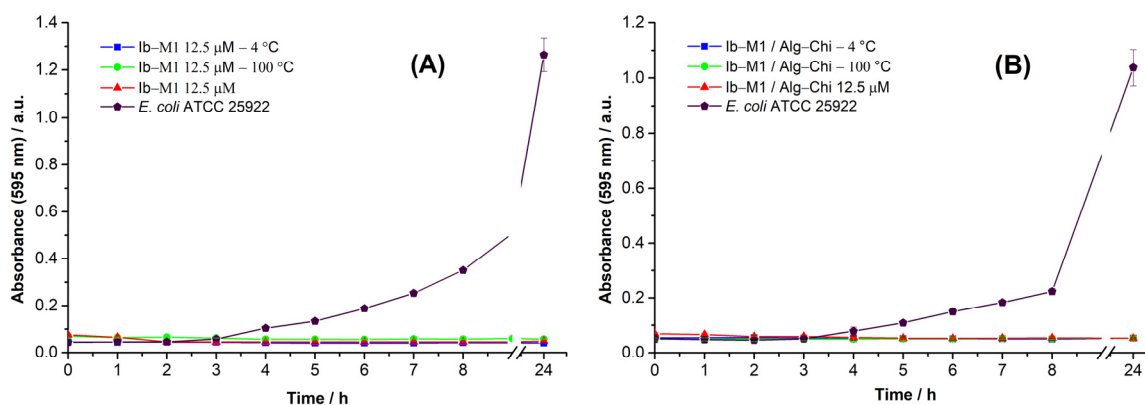 1.4
1.2
1.0
0.8
0.6
0.4
0.2
0.0
Absorbance (595 nm) / a.u.
Ib–M1 12.5 μM – 4 °C
Ib–M1 12.5 μM – 100 °C
Ib–M1 12.5 μM
E. coli ATCC 25922
(A)
0 1 2 3 4 5 6 7 8 24
Time / h
1.2
1.0
0.8
0.6
0.4
0.2
0.0
Absorbance (595 nm) / a.u.
Ib–M1 / Alg–Chi – 4 °C
Ib–M1 / Alg–Chi – 100 °C
Ib–M1 / Alg–Chi 12.5 μM
E. coli ATCC 25922
(B)
0 1 2 3 4 5 6 7 8 24
Time / h